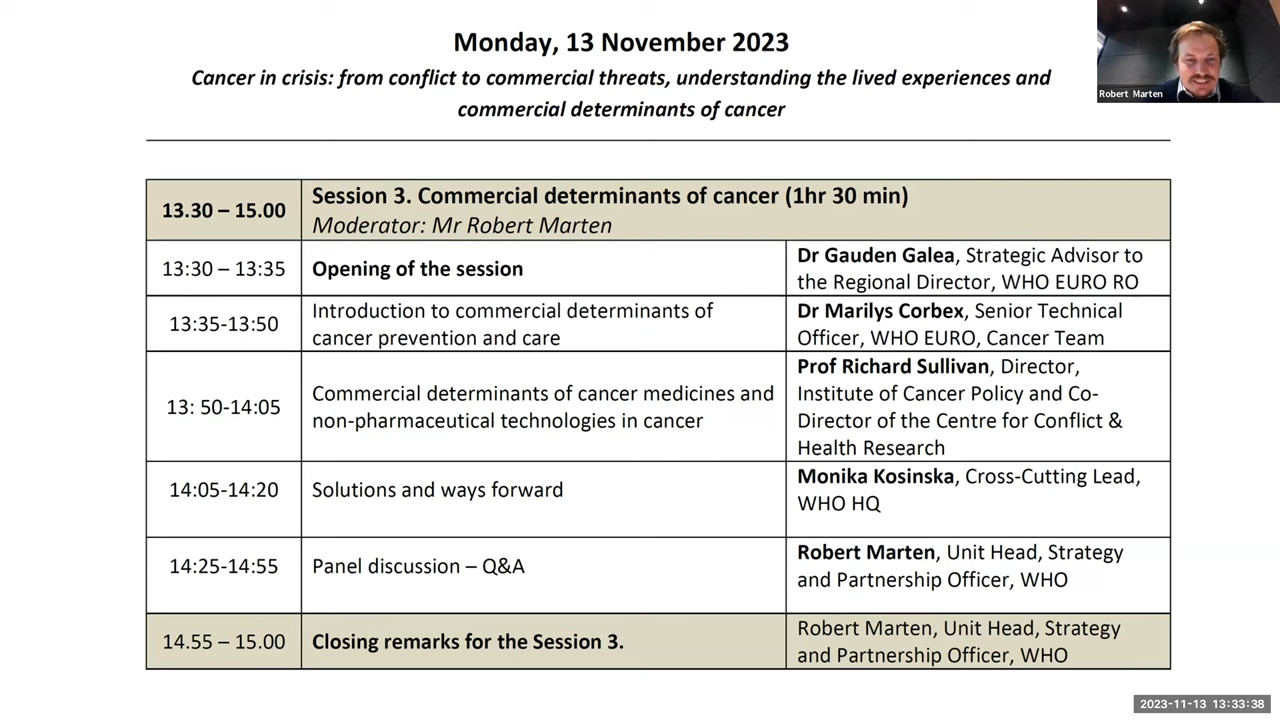 Monday, 13 November 2023
Cancer in crisis: from conflict to commercial threats, understanding the lived experiences and
commercial determinants of cancer
Robert Marten
13.30 – 15.00
Session 3. Commercial determinants of cancer (1hr 30 min)
Moderator: Mr Robert Marten
13:30 – 13:35
Opening of the session
Dr Gauden Galea, Strategic Advisor to
the Regional Director, WHO EURO RO
13:35-13:50
Introduction to commercial determinants of
cancer prevention and care
Dr Marilys Corbex, Senior Technical
Officer, WHO EURO, Cancer Team
13: 50-14:05
Commercial determinants of cancer medicines and
non-pharmaceutical technologies in cancer
Prof Richard Sullivan, Director,
Institute of Cancer Policy and Co-
Director of the Centre for Conflict &
Health Research
14:05-14:20
Solutions and ways forward
Monika Kosinska, Cross-Cutting Lead,
WHO HQ
14:25-14:55
Panel discussion – Q&A
Robert Marten, Unit Head, Strategy
and Partnership Officer, WHO
14.55 – 15.00
Closing remarks for the Session 3.
Robert Marten, Unit Head, Strategy
and Partnership Officer, WHO
2023-11-13 13:33:38